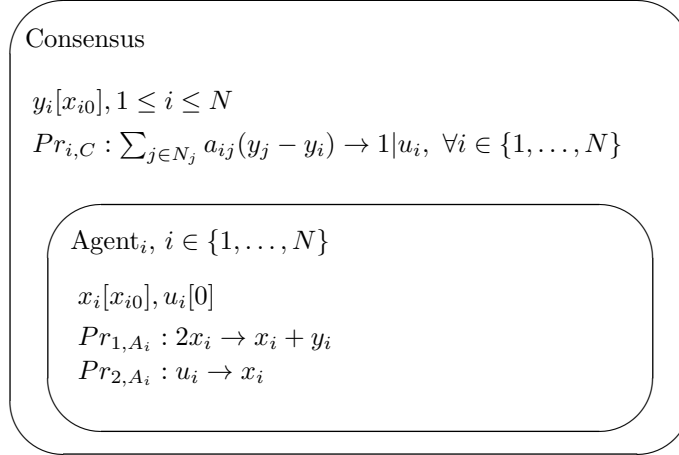 Consensus
y_i[x_{i0}], 1 ≤ i ≤ N
Pr_{i,C} : ∑_{j∈N_j} a_{ij}(y_j − y_i) → 1|u_i, ∀i ∈ {1, . . . , N}
Agent_i, i ∈ {1, . . . , N}
x_i[x_{i0}], u_i[0]
Pr_{1,A_i} : 2x_i → x_i + y_i
Pr_{2,A_i} : u_i → x_i